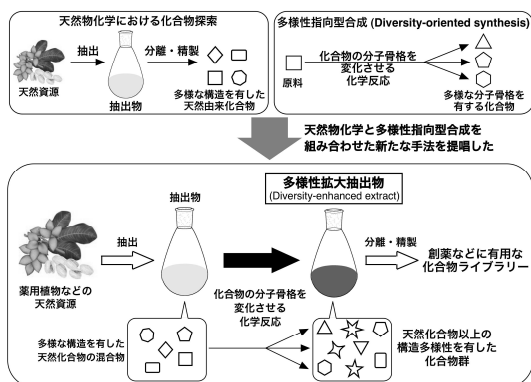 天然物化学における化合物探索
抽出
分離・精製
天然資源
抽出物
多様な構造を有した
天然由来化合物
多様性指向型合成 (Diversity-oriented synthesis)
化合物の分子骨格を
変化させる
化学反応
原料
多様な分子骨格を
有する化合物
天然物化学と多様性指向型合成を
組み合わせた新たな手法を提唱した
抽出物
多様性拡大抽出物
(Diversity-enhanced extract)
抽出
分離・精製
創薬などに有用な
化合物ライブラリー
薬用植物などの
天然資源
化合物の分子骨格を
変化させる
化学反応
多様な構造を有した
天然化合物の混合物
天然化合物以上の
構造多様性を有した
化合物群